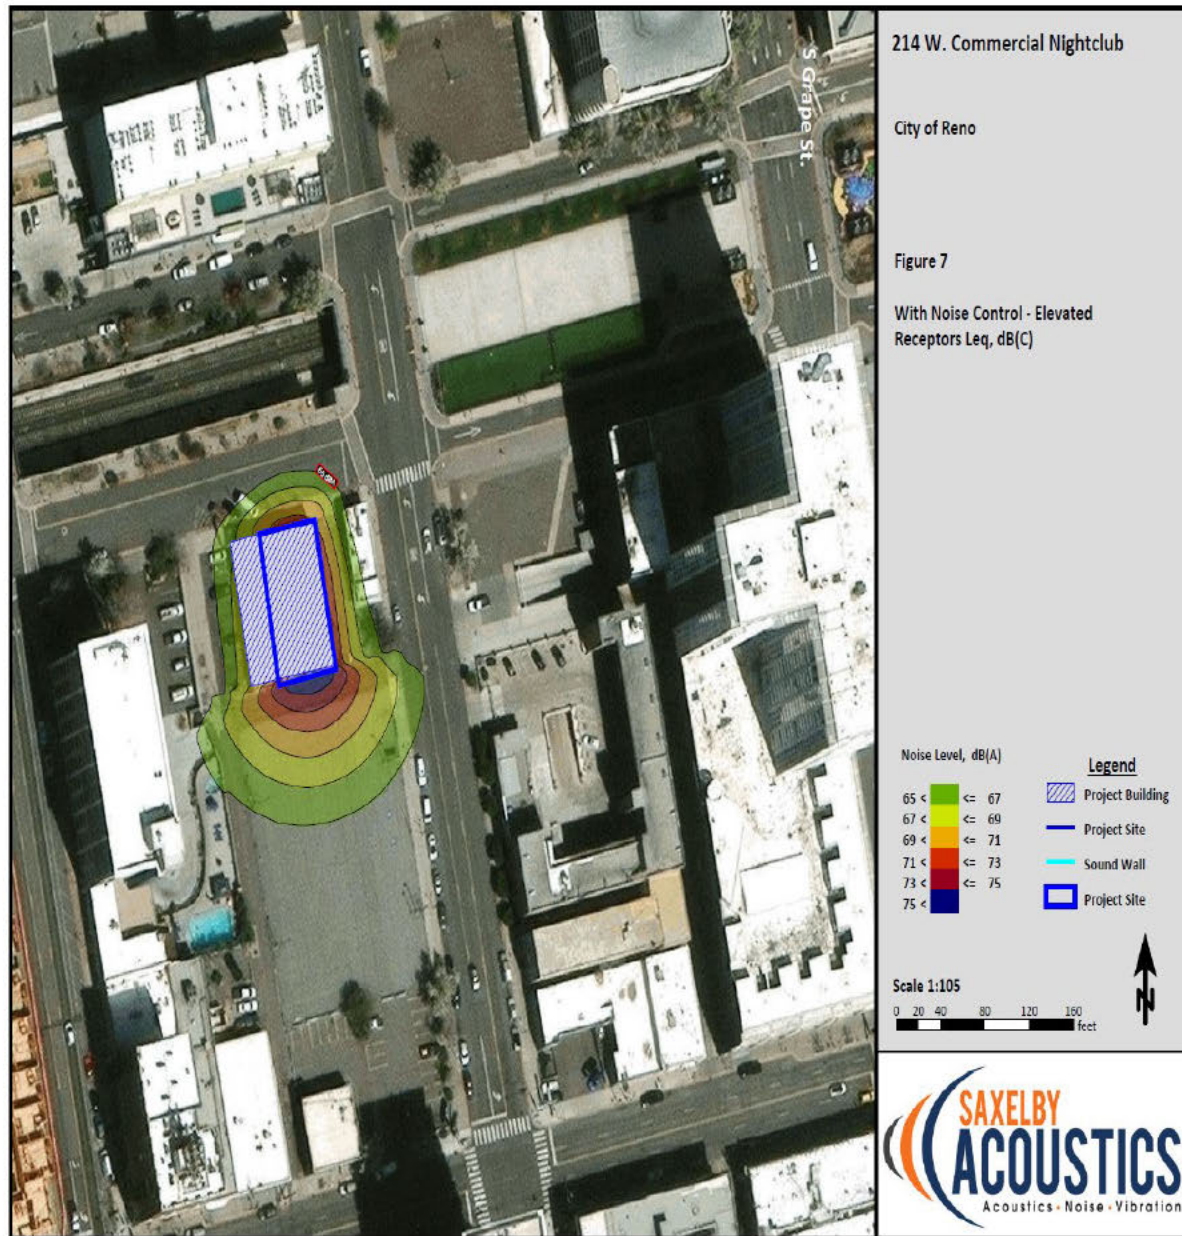 214 W. Commercial Nightclub
City of Reno
Figure 7
With Noise Control - Elevated
Receptors Leq, dB(C)
S Grape St.
Noise Level, dB(A)
65 < <= 67
67 < <= 69
69 < <= 71
71 < <= 73
73 < <= 75
75 <
Legend
Project Building
Project Site
Sound Wall
Project Site
Scale 1:105
0 20 40 80 120 160
feet
N
SAXELBY
ACOUSTICS
Acoustics • Noise • Vibration